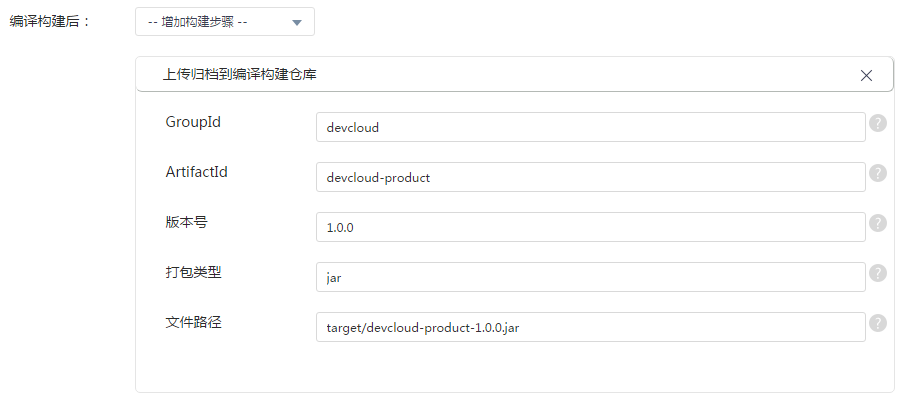 编译构建后：
-- 增加构建步骤 --
上传归档到编译构建仓库
GroupId devcloud ?
ArtifactId devcloud-product ?
版本号 1.0.0 ?
打包类型 jar ?
文件路径 target/devcloud-product-1.0.0.jar ?